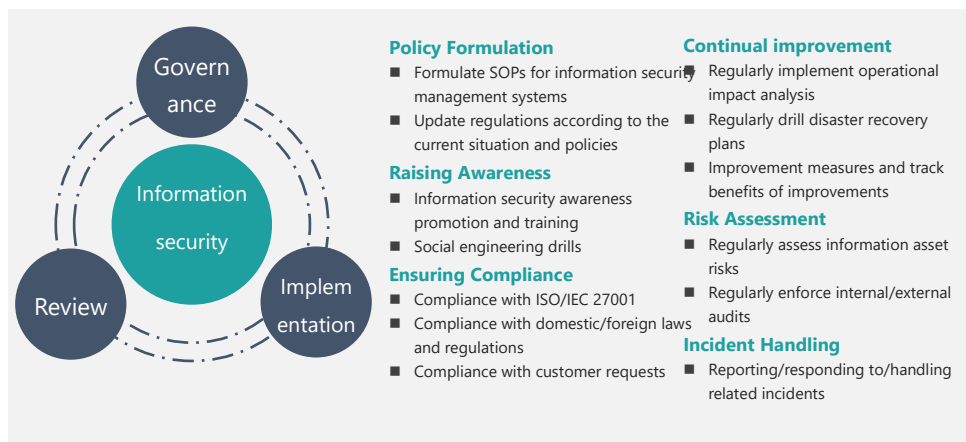 Govern
ance
Information
security
Review
Implem
entation
Policy Formulation
■ Formulate SOPs for information security
management systems
■ Update regulations according to the
current situation and policies
Raising Awareness
■ Information security awareness
promotion and training
■ Social engineering drills
Ensuring Compliance
■ Compliance with ISO/IEC 27001
■ Compliance with domestic/foreign laws
and regulations
■ Compliance with customer requests
Continual improvement
■ Regularly implement operational
impact analysis
■ Regularly drill disaster recovery
plans
■ Improvement measures and track
benefits of improvements
Risk Assessment
■ Regularly assess information asset
risks
■ Regularly enforce internal/external
audits
Incident Handling
■ Reporting/responding to/handling
related incidents